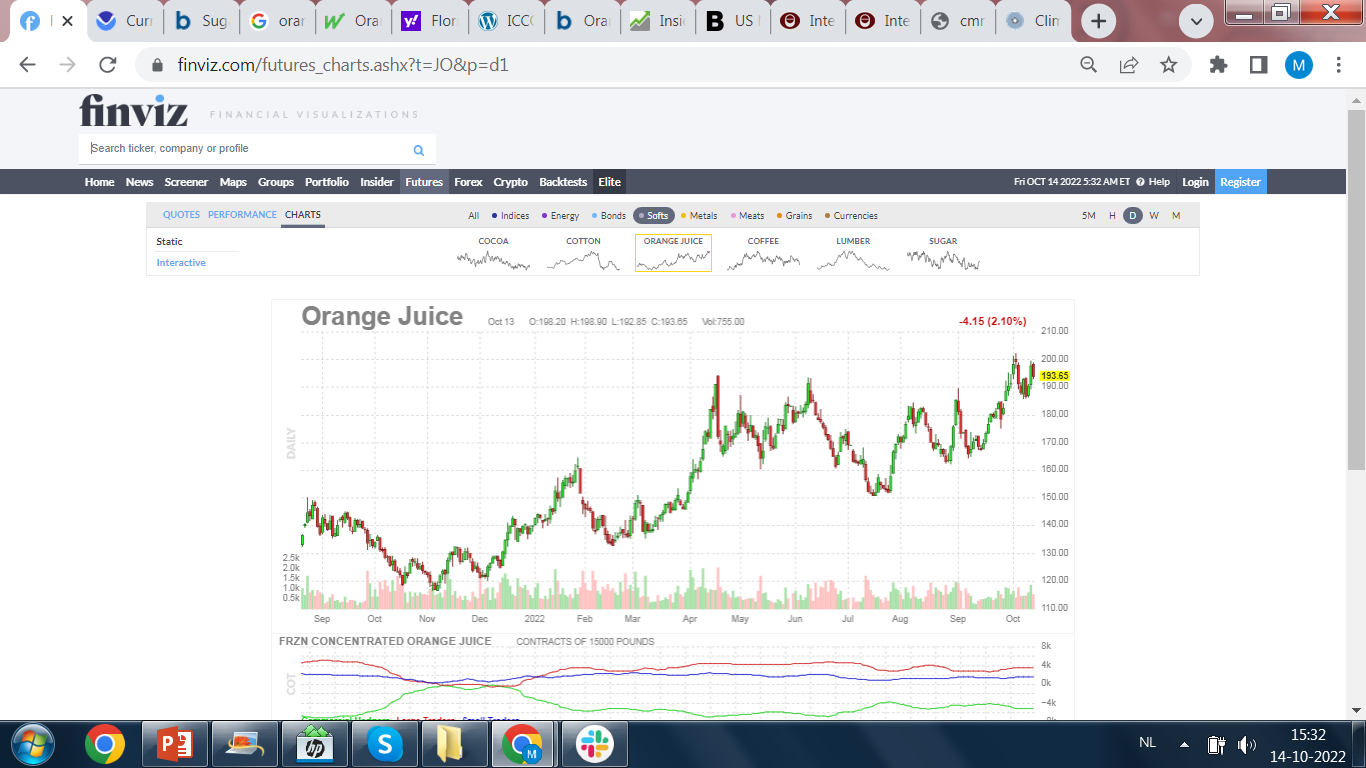 Curr
Sug
orar
Orar
Flor
ICCC
Orar
Insid
US I
Inte
Inte
cmr
Clim
finviz.com/futures_charts.ashx?t=JO&p=d1
M
finviz FINANCIAL VISUALIZATIONS
Search ticker, company or profile
Home News Screener Maps Groups Portfolio Insider Futures Forex Crypto Backtests Elite Fri OCT 14 2022 5:32 AM ET Help Login Register
QUOTES PERFORMANCE CHARTS All Indices Energy Bonds Softs Metals Meats Grains Currencies 5M H D W M
Static
Interactive
COCOA COTTON ORANGE JUICE COFFEE LUMBER SUGAR
Orange Juice Oct 13 O:198.20 H:198.90 L:192.85 C:193.65 Vol:755.00 -4.15 (2.10%)
210.00
200.00
193.65
190.00
180.00
170.00
160.00
150.00
140.00
130.00
120.00
110.00
DAILY
2.5k
2.0k
1.5k
1.0k
0.5k
Sep Oct Nov Dec 2022 Feb Mar Apr May Jun Jul Aug Sep Oct
FRZN CONCENTRATED ORANGE JUICE CONTRACTS OF 15000 POUNDS
8k
4k
0k
-4k
COT
NL
15:32
14-10-2022